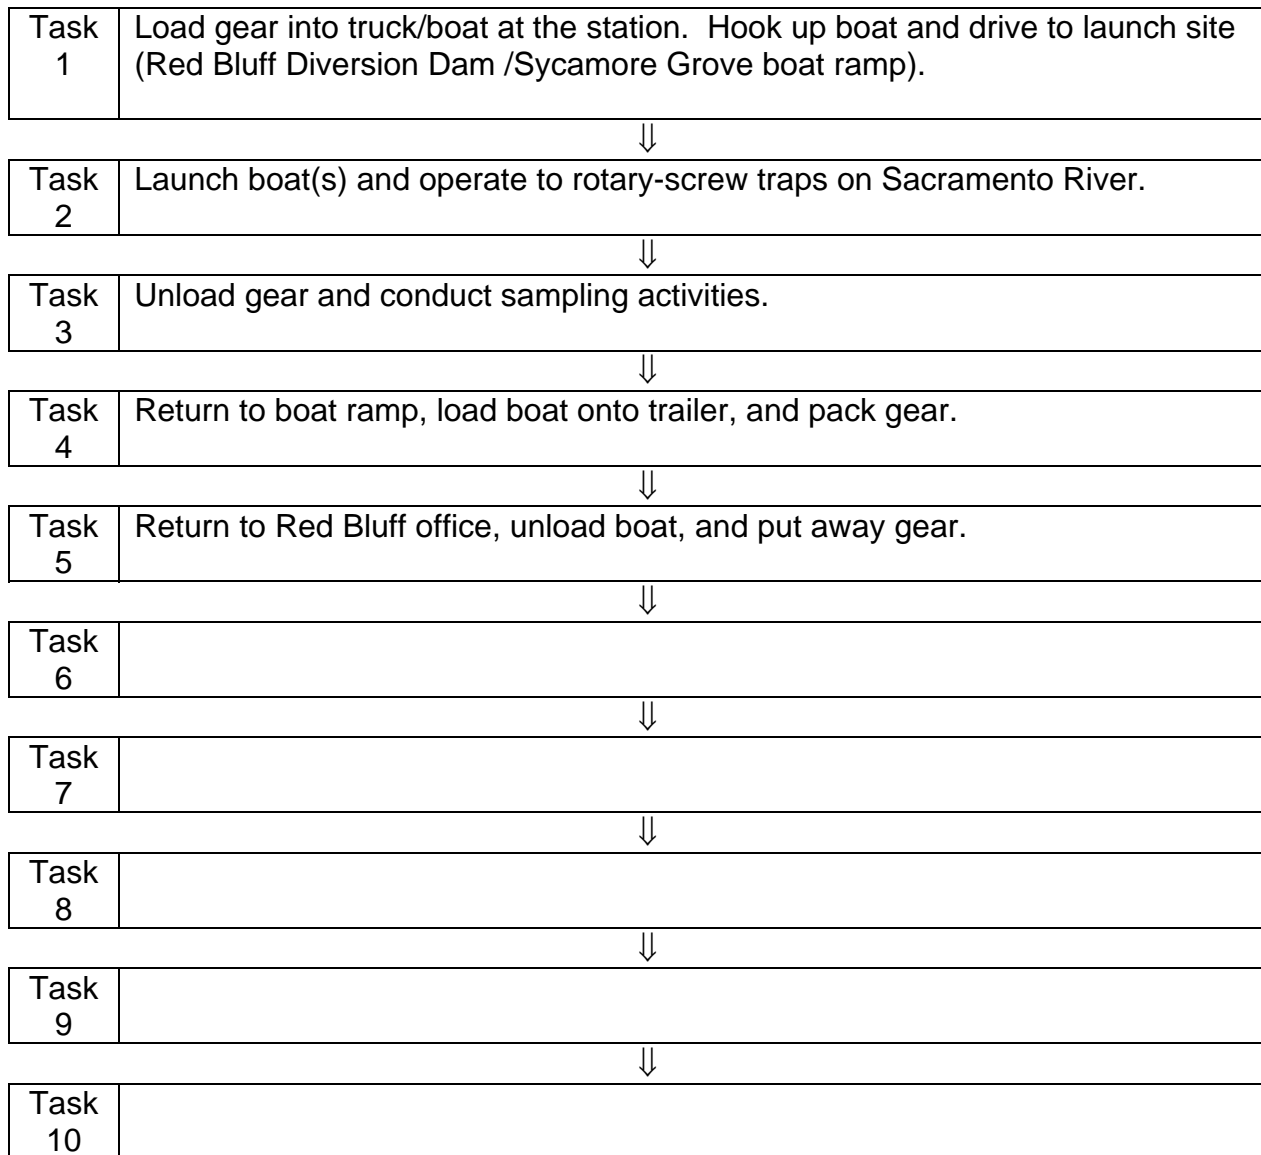 Task Load gear into truck/boat at the station.  Hook up boat and drive to launch site
1 (Red Bluff Diversion Dam /Sycamore Grove boat ramp).
⇓
Task Launch boat(s) and operate to rotary-screw traps on Sacramento River.
2
⇓
Task Unload gear and conduct sampling activities.
3
⇓
Task Return to boat ramp, load boat onto trailer, and pack gear.
4
⇓
Task Return to Red Bluff office, unload boat, and put away gear.
5
⇓
Task
6
⇓
Task
7
⇓
Task
8
⇓
Task
9
⇓
Task
10